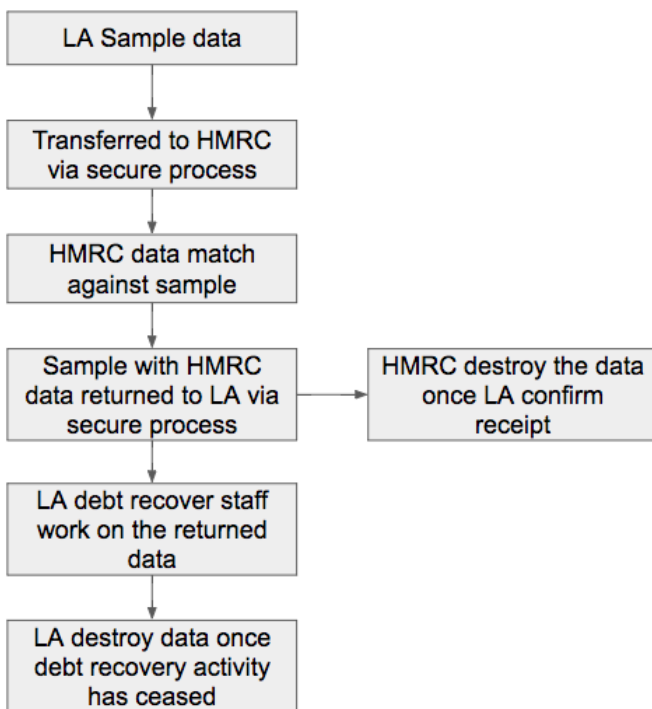 LA Sample data
Transferred to HMRC
via secure process
HMRC data match
against sample
Sample with HMRC
data returned to LA via
secure process
HMRC destroy the data
once LA confirm
receipt
LA debt recover staff
work on the returned
data
LA destroy data once
debt recovery activity
has ceased